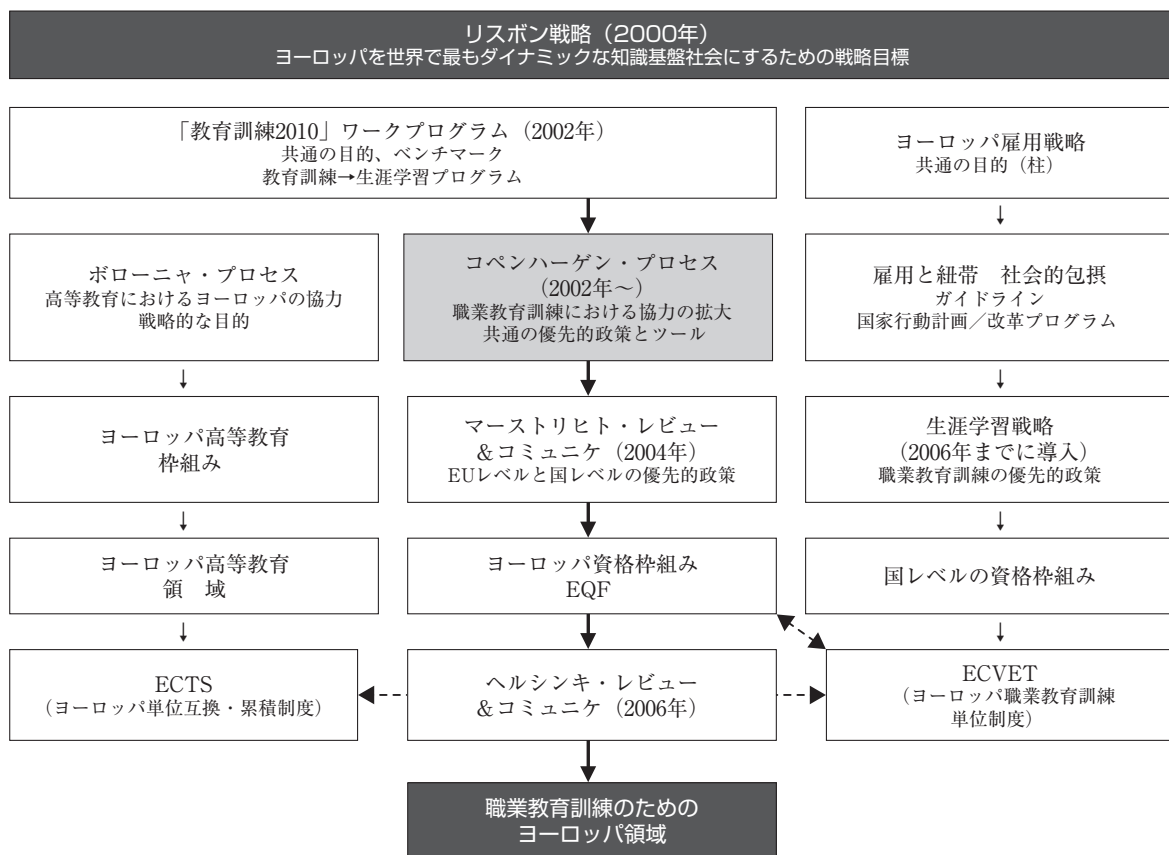 リスボン戦略（2000年）
ヨーロッパを世界で最もダイナミックな知識基盤社会にするための戦略目標
「教育訓練2010」ワークプログラム（2002年）
共通の目的、ベンチマーク
教育訓練→生涯学習プログラム
ヨーロッパ雇用戦略
共通の目的（柱）
ボローニャ・プロセス
高等教育におけるヨーロッパの協力
戦略的な目的
コペンハーゲン・プロセス
（2002年～）
職業教育訓練における協力の拡大
共通の優先的政策とツール
雇用と紐帯　社会的包摂
ガイドライン
国家行動計画／改革プログラム
ヨーロッパ高等教育
枠組み
マーストリヒト・レビュー
＆コミュニケ（2004年）
EUレベルと国レベルの優先的政策
生涯学習戦略
（2006年までに導入）
職業教育訓練の優先的政策
ヨーロッパ高等教育
領　域
ヨーロッパ資格枠組み
EQF
国レベルの資格枠組み
ECTS
（ヨーロッパ単位互換・累積制度）
ヘルシンキ・レビュー
＆コミュニケ（2006年）
ECVET
（ヨーロッパ職業教育訓練
単位制度）
職業教育訓練のための
ヨーロッパ領域